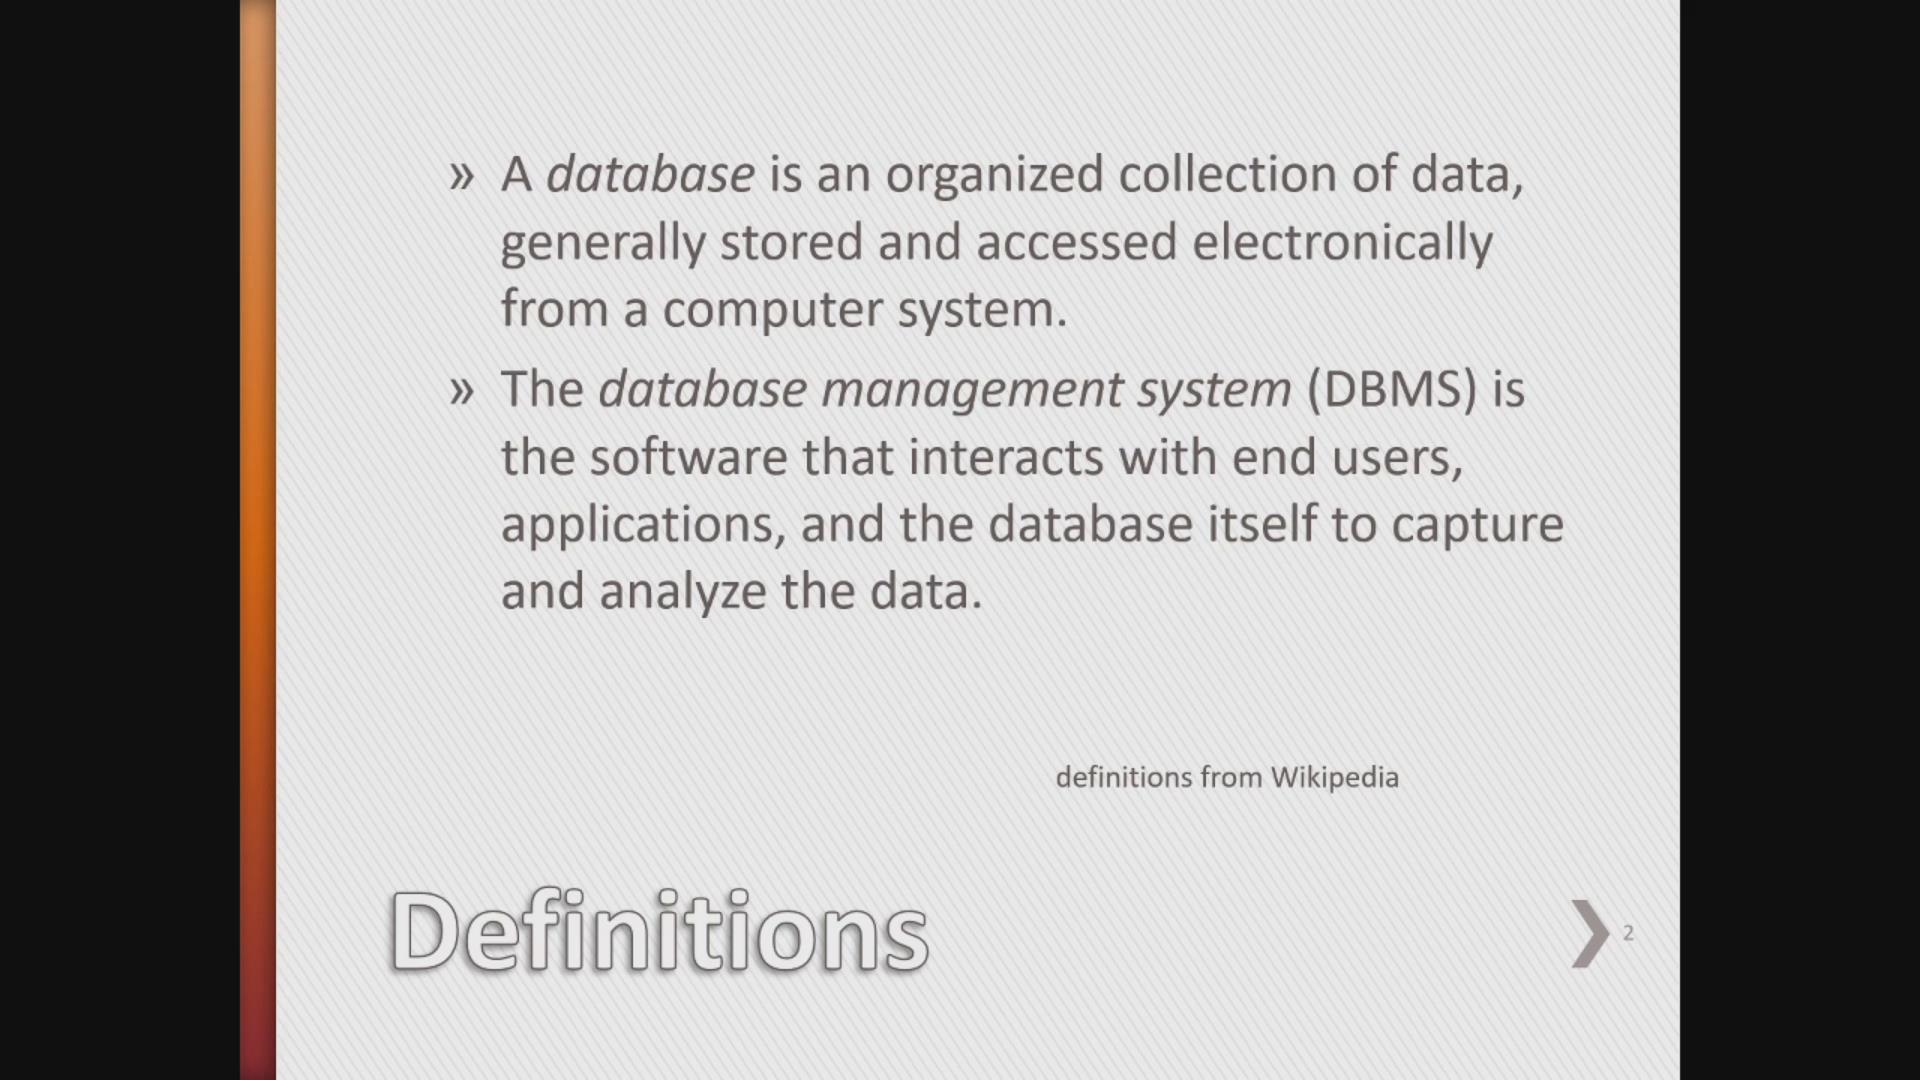 » A database is an organized collection of data,
generally stored and accessed electronically
from a computer system.
» The database management system (DBMS) is
the software that interacts with end users,
applications, and the database itself to capture
and analyze the data.
definitions from Wikipedia
Definitions
2